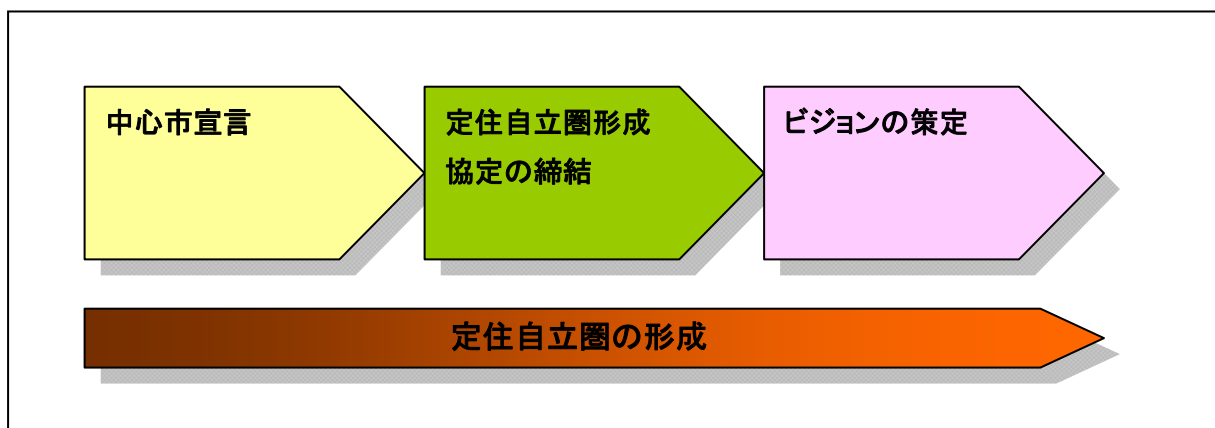 中心市宣言
定住自立圏形成
協定の締結
ビジョンの策定
定住自立圏の形成